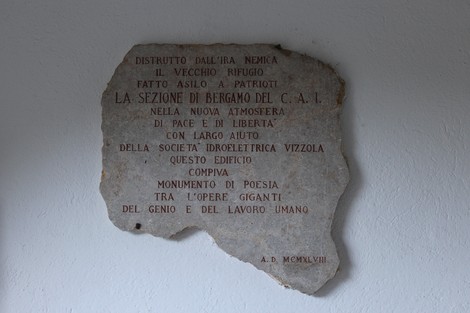 DISTRUTTO DALL'IRA NEMICA
IL VECCHIO RIFUGIO
FATTO ASILO A PATRIOTI
LA SEZIONE DI BERGAMO DEL C. A. I.
NELLA NUOVA ATMOSFERA
DI PACE E DI LIBERTA'
CON LARGO AIUTO
DELLA SOCIETA' IDROELETTRICA VIZZOLA
QUESTO EDIFICIO
COMPIVA
MONUMENTO DI POESIA
TRA L'OPERE GIGANTI
DEL GENIO E DEL LAVORO UMANO
A. D. MCMXLVIII